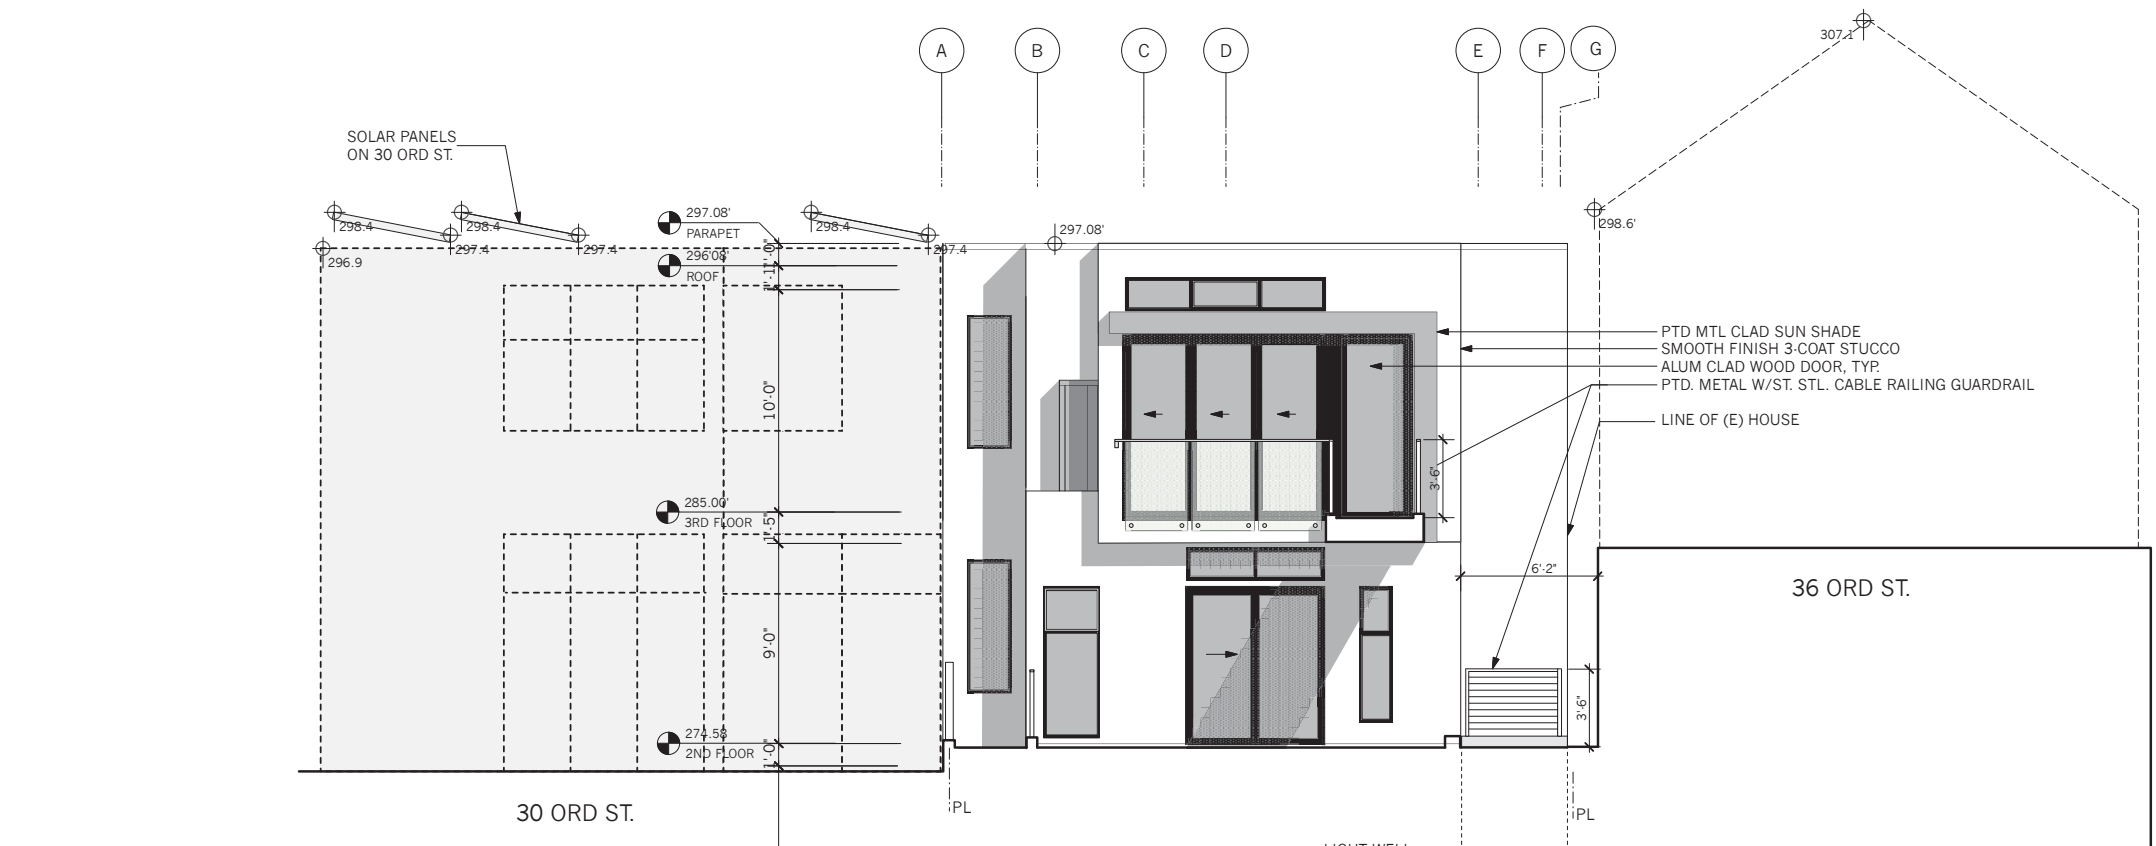 A
B
C
D
E
F
G
307.1
SOLAR PANELS
ON 30 ORD ST.
298.4
298.4
298.4
297.4
297.4
297.4
296.9
297.08'
PARAPET
296'08'
ROOF
297.08'
298.6'
1'-0"
1'-1"
10'-0"
PTD MTL CLAD SUN SHADE
SMOOTH FINISH 3-COAT STUCCO
ALUM CLAD WOOD DOOR, TYP.
PTD. METAL W/ST. STL. CABLE RAILING GUARDRAIL
LINE OF (E) HOUSE
3'-6"
285.00'
3RD FLOOR
1'-5"
6'-2"
36 ORD ST.
9'-0"
3'-6"
274.58
2ND FLOOR
1'-0"
30 ORD ST.
PL
PL